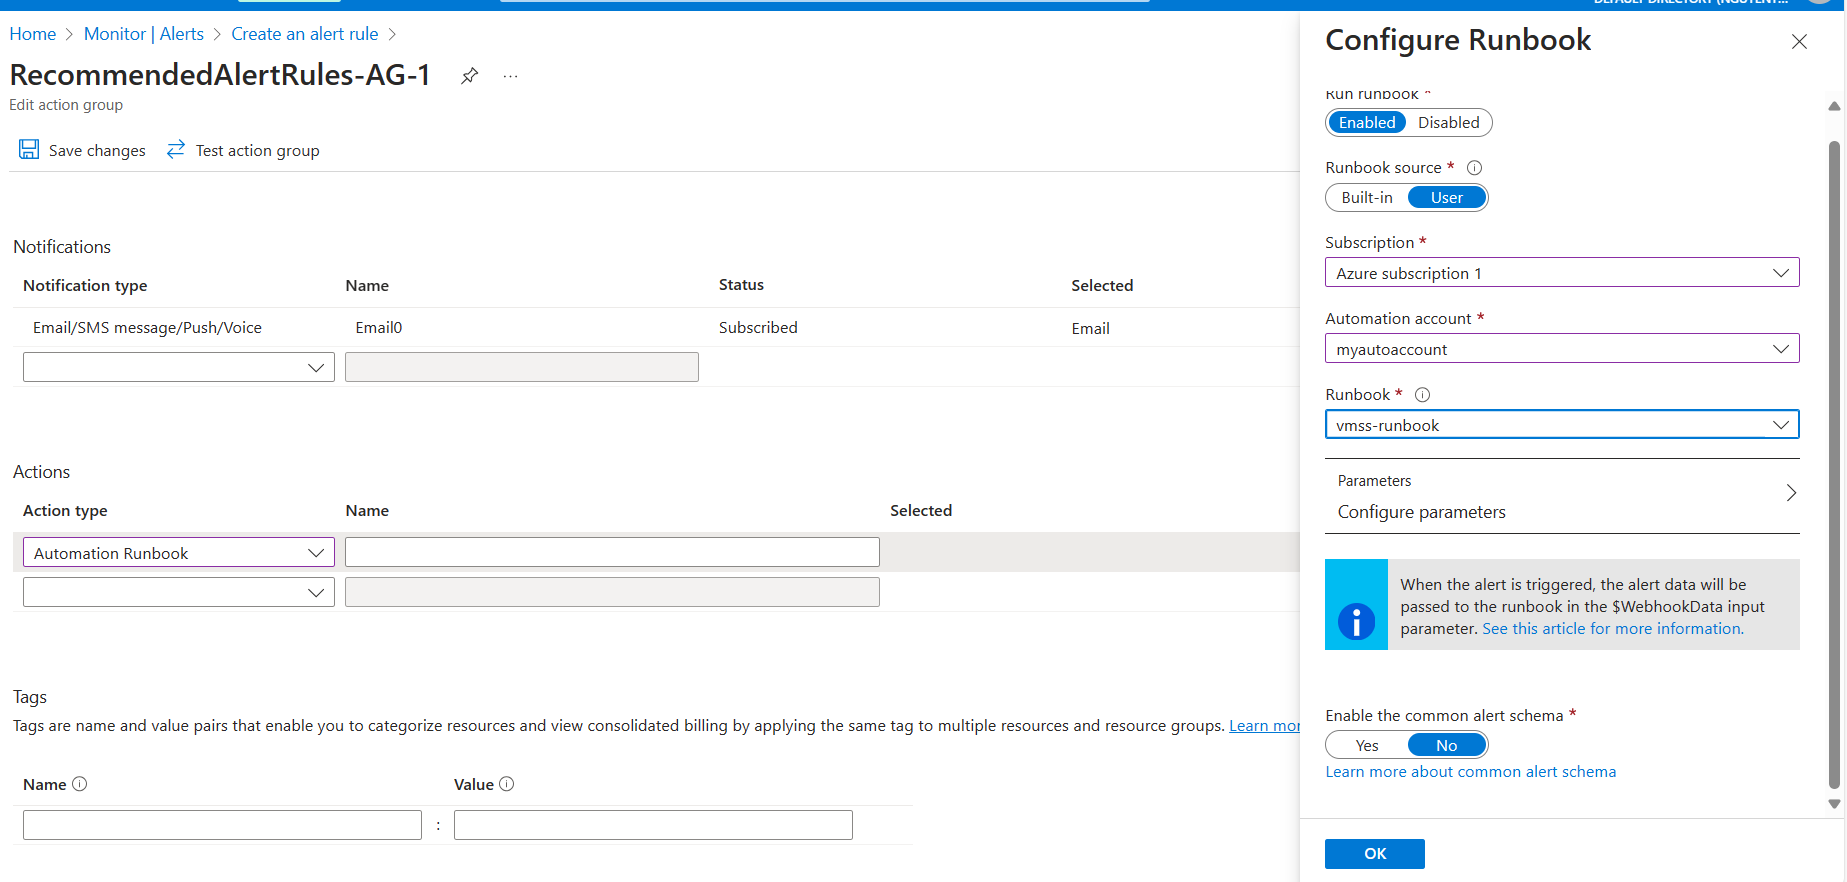 Home > Monitor | Alerts > Create an alert rule >
RecommendedAlertRules-AG-1
...
Edit action group
Save changes
Test action group
Notifications
Notification type Name Status Selected
Email/SMS message/Push/Voice Email0 Subscribed Email
Actions
Action type Name Selected
Automation Runbook
Tags
Tags are name and value pairs that enable you to categorize resources and view consolidated billing by applying the same tag to multiple resources and resource groups. Learn mor
Name Value
:
Configure Runbook
Run runbook *
Enabled Disabled
Runbook source *
Built-in User
Subscription *
Azure subscription 1
Automation account *
myautoaccount
Runbook *
vmss-runbook
Parameters
Configure parameters
When the alert is triggered, the alert data will be
passed to the runbook in the $WebhookData input
parameter. See this article for more information.
Enable the common alert schema *
Yes No
Learn more about common alert schema
OK